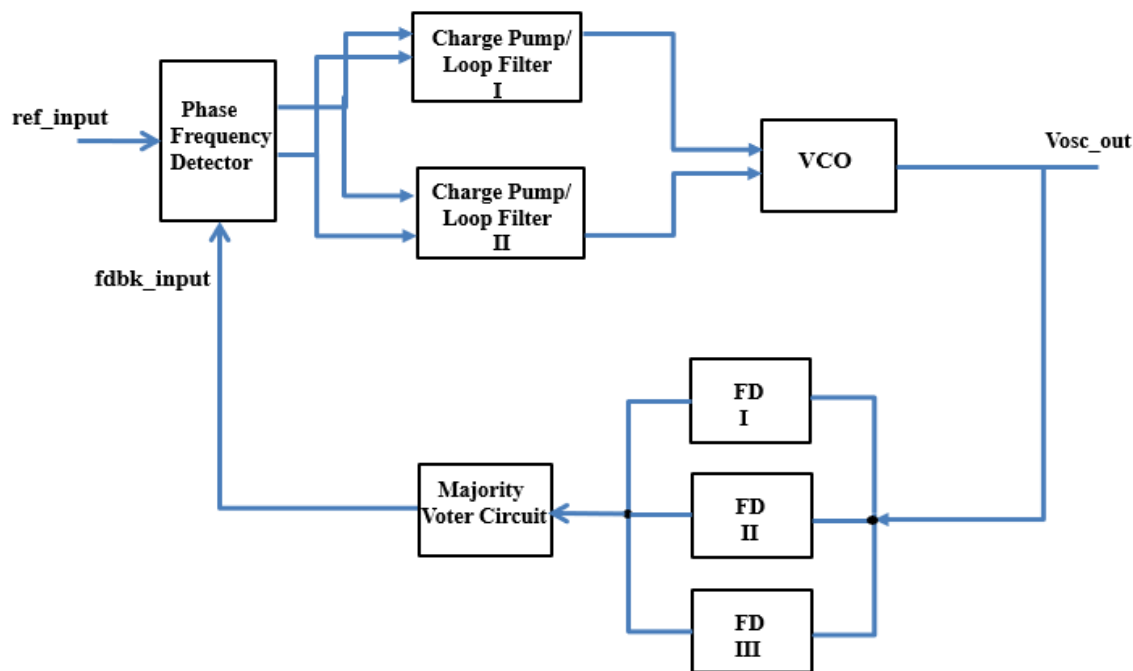 Charge Pump/
Loop Filter
I
ref_input
Phase
Frequency
Detector
VCO
Vosc_out
Charge Pump/
Loop Filter
II
fdbk_input
FD
I
Majority
Voter Circuit
FD
II
FD
III